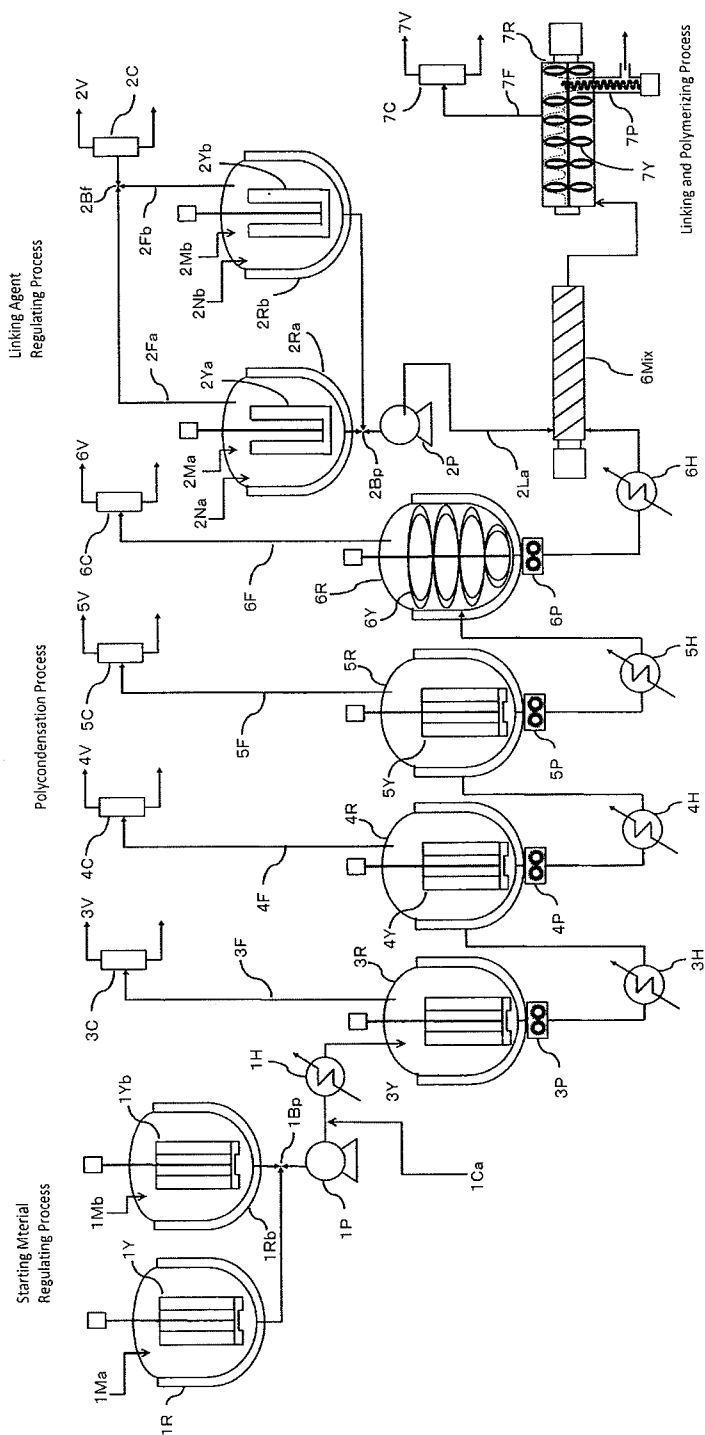 Starting Mterial
Regulating Process
Polycondensation Process
Linking Agent
Regulating Process
Linking and Polymerizing Process
1Ma
1Y
1R
1Mb
1Yb
1Rb
1Bp
1P
1H
1Ca
3V
3C
3F
3R
3Y
3P
3H
4V
4C
4F
4R
4Y
4P
4H
5V
5C
5F
5R
5Y
5P
5H
6V
6C
6F
6R
6Y
6P
6H
2V
2C
2Bf
2Fa
2Fb
2Ya
2Ma
2Na
2Ra
2Yb
2Mb
2Nb
2Rb
2Bp
2P
2La
6Mix
7V
7C
7F
7R
7Y
7P